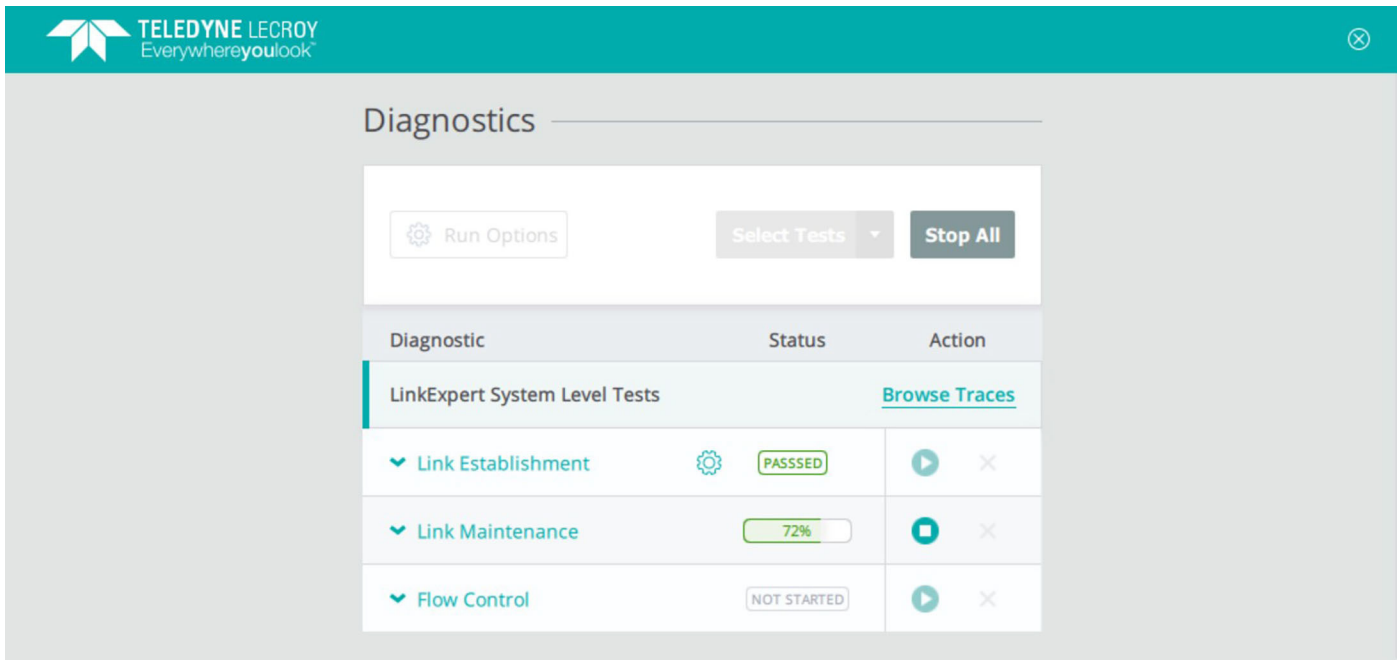 TELEDYNE LECROY
Everywhereyoulook™
Diagnostics
Run Options
Select Tests
Stop All
Diagnostic Status Action
LinkExpert System Level Tests Browse Traces
Link Establishment PASSSED
Link Maintenance 72%
Flow Control NOT STARTED